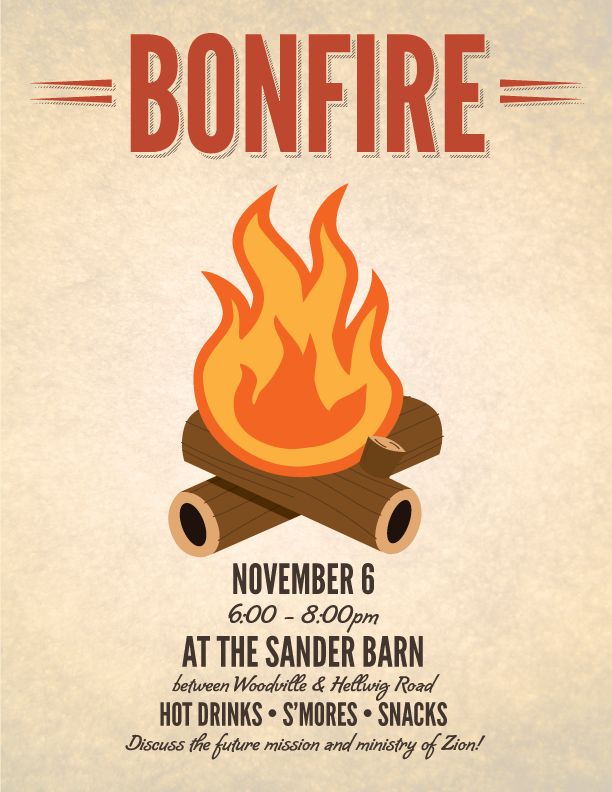 BONFIRE
NOVEMBER 6
6:00 - 8:00pm
AT THE SANDER BARN
between Woodville & Hellwig Road
HOT DRINKS • S'MORES • SNACKS
Discuss the future mission and ministry of Zion!